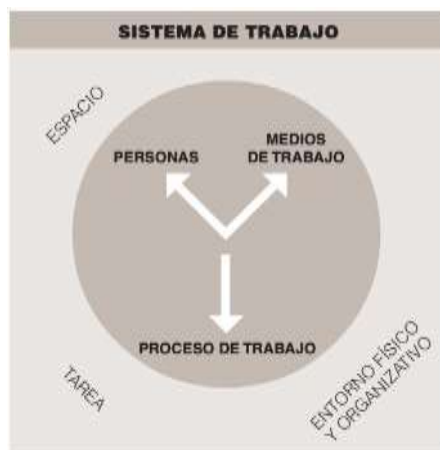 SISTEMA DE TRABAJO
ESPACIO
PERSONAS
MEDIOS
DE TRABAJO
PROCESO DE TRABAJO
TAREA
ENTORNO FÍSICO
Y ORGANIZATIVO